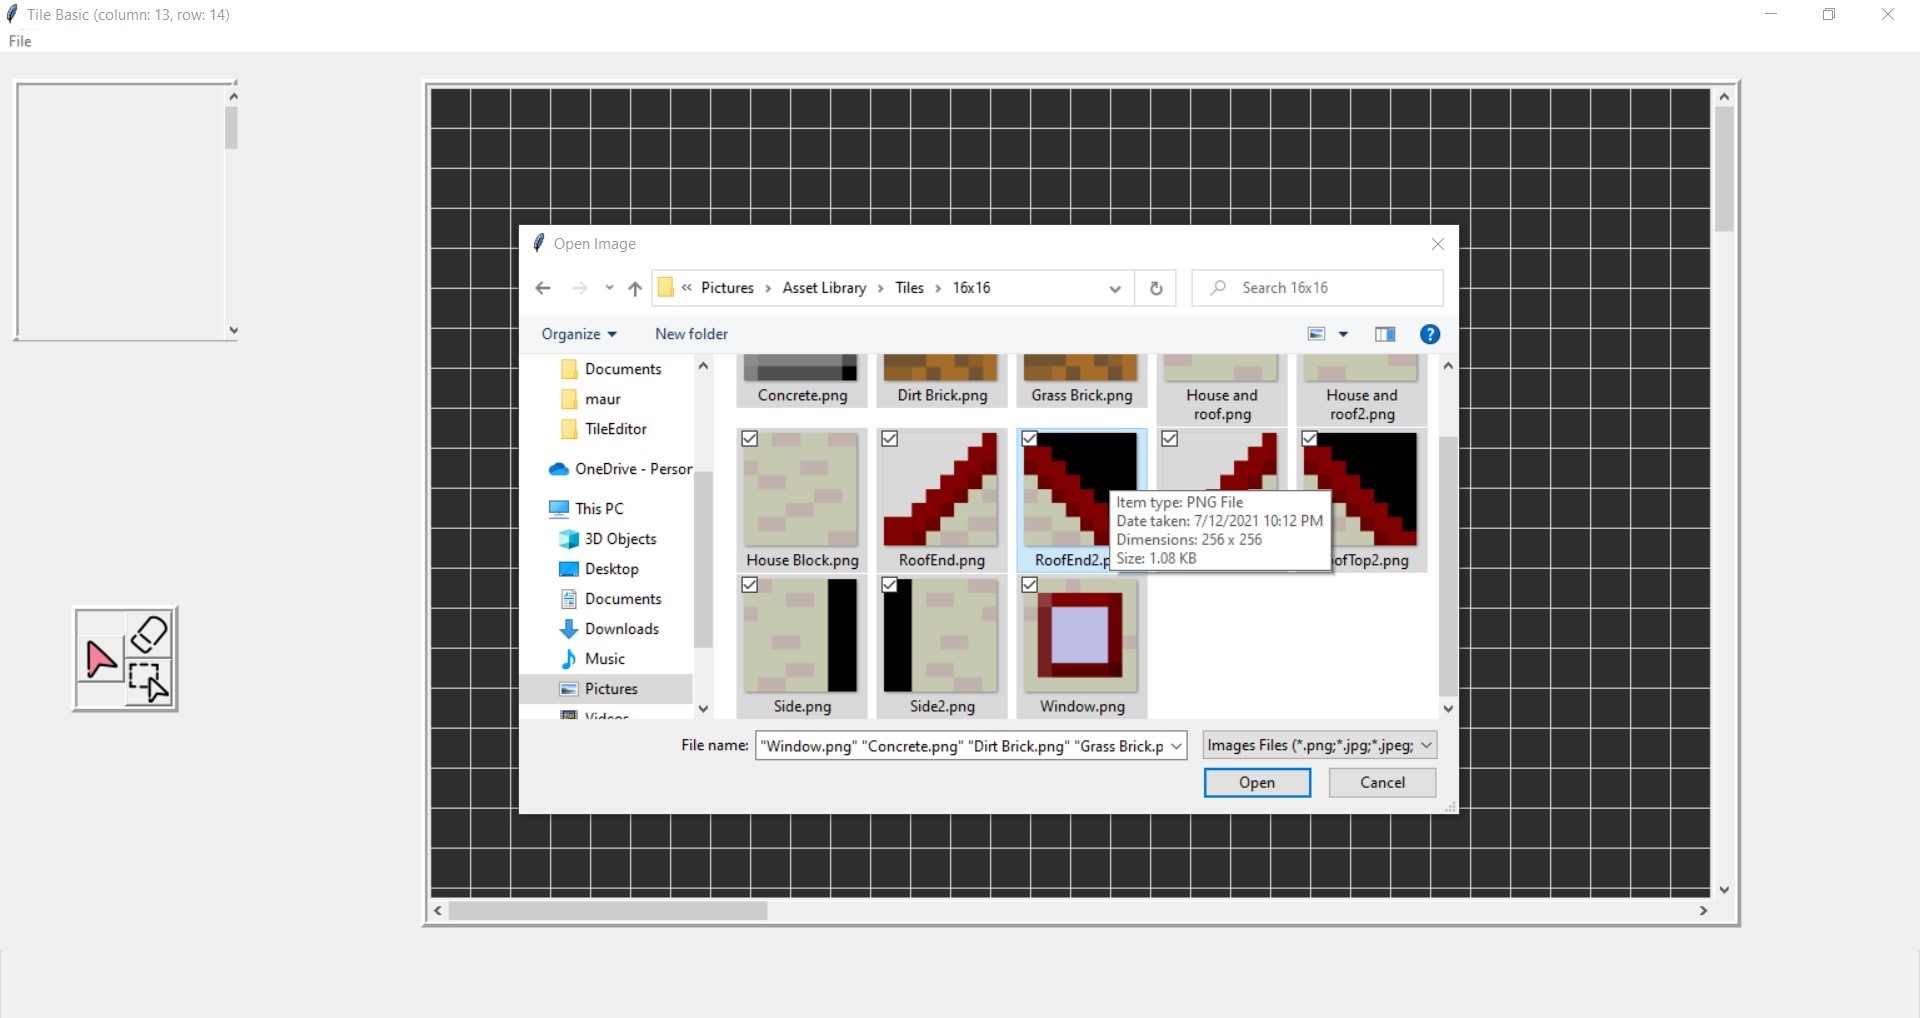 Tile Basic (column: 13, row: 14)
File
Open Image
« Pictures › Asset Library › Tiles › 16x16
Search 16x16
Organize
New folder
Documents
maur
TileEditor
OneDrive - Person
This PC
3D Objects
Desktop
Documents
Downloads
Music
Pictures
Videos
Concrete.png
Dirt Brick.png
Grass Brick.png
House and
roof.png
House and
roof2.png
House Block.png
RoofEnd.png
RoofEnd2.p
ofTop2.png
Item type: PNG File
Date taken: 7/12/2021 10:12 PM
Dimensions: 256 x 256
Size: 1.08 KB
Side.png
Side2.png
Window.png
File name:
"Window.png" "Concrete.png" "Dirt Brick.png" "Grass Brick.p
Images Files (*.png;*.jpg;*.jpeg;
Open
Cancel